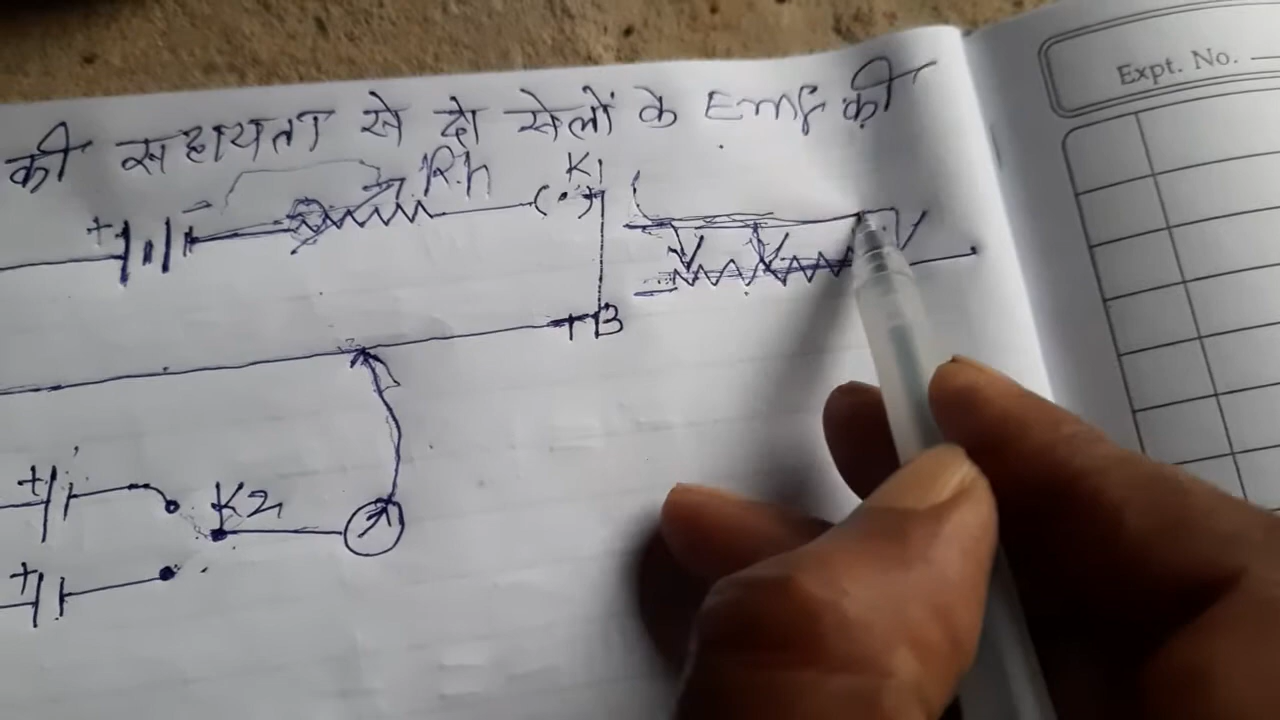 Expt. No.
की सहायता से दो सेलों के Emf की
Rh K1
+ -
B
+ K2
+